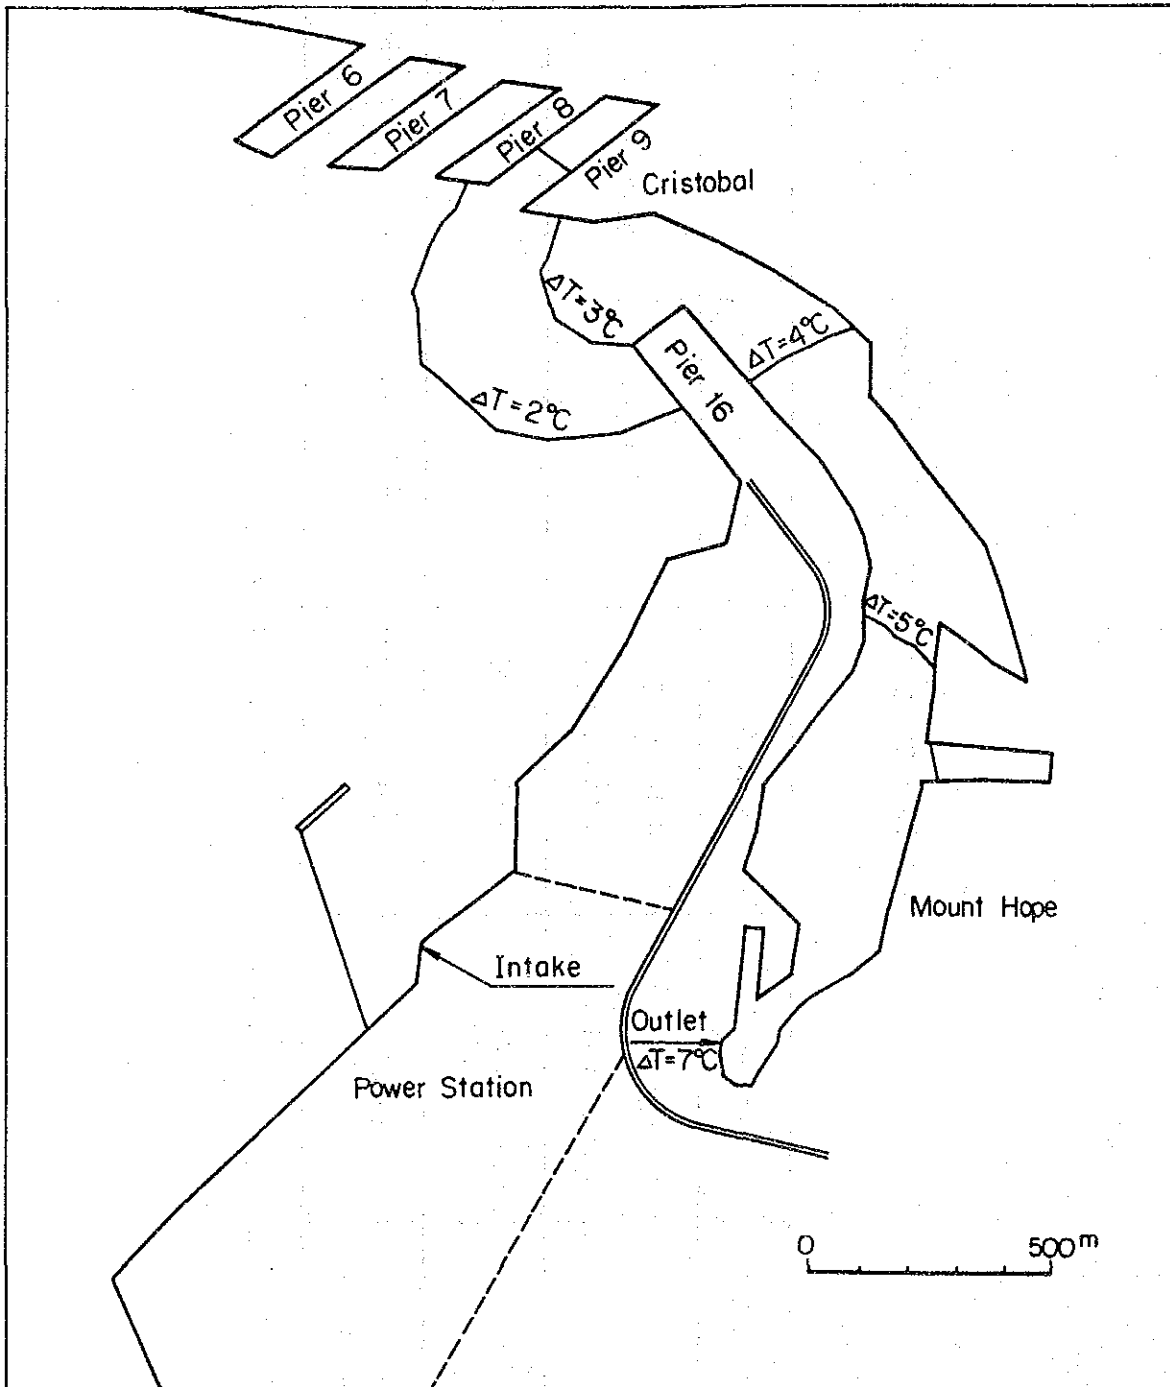 Pier 6
Pier 7
Pier 8
Pier 9
Cristobal
ΔT=3°C
ΔT=4°C
Pier 16
ΔT=2°C
ΔT=5°C
Mount Hope
Intake
Outlet
ΔT=7°C
Power Station
0 500m